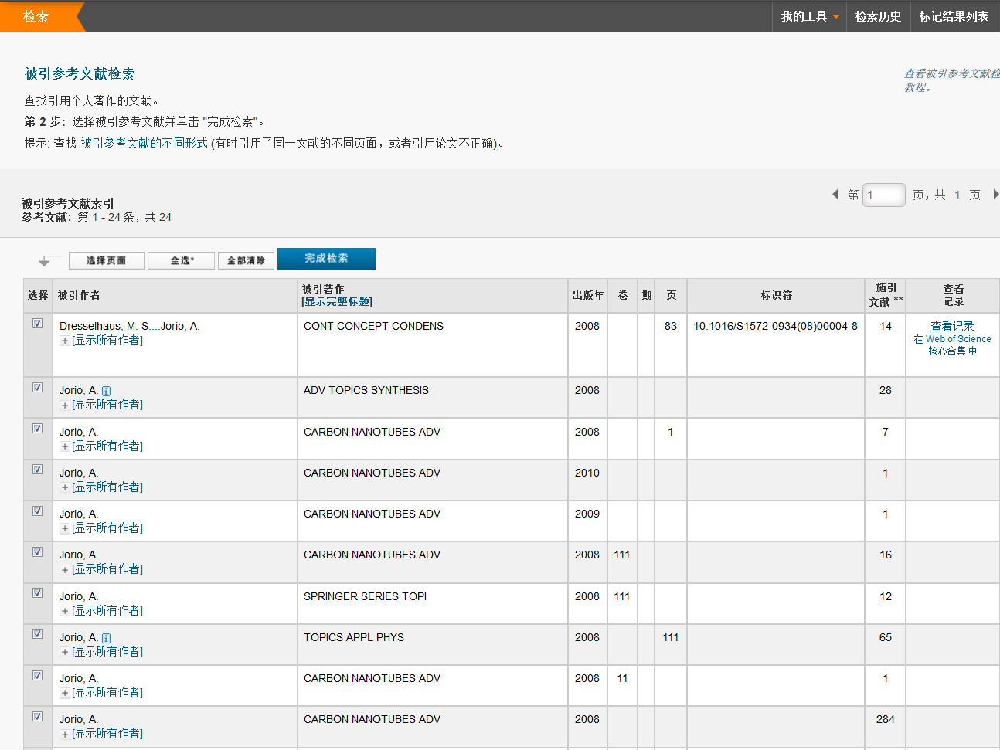 检索
我的工具 检索历史 标记结果列表
被引参考文献检索
查看被引参考文献检
教程。
查找引用个人著作的文献。
第 2 步: 选择被引参考文献并单击 "完成检索"。
提示: 查找 被引参考文献的不同形式 (有时引用了同一文献的不同页面，或者引用论文不正确)。
第 1 页，共 1 页
被引参考文献索引
参考文献: 第 1 - 24 条，共 24
选择页面 全选* 全部清除 完成检索
选择 被引作者 被引著作 出版年 卷 期 页 标识符 施引 查看
[显示完整标题] 文献 ** 记录
Dresselhaus, M. S....Jorio, A. CONT CONCEPT CONDENS 2008 83 10.1016/S1572-0934(08)00004-8 14 查看记录
[显示所有作者] 在 Web of Science
核心合集 中
Jorio, A. ADV TOPICS SYNTHESIS 2008 28
[显示所有作者]
Jorio, A. CARBON NANOTUBES ADV 2008 1 7
[显示所有作者]
Jorio, A. CARBON NANOTUBES ADV 2010 1
[显示所有作者]
Jorio, A. CARBON NANOTUBES ADV 2009 1
[显示所有作者]
Jorio, A. CARBON NANOTUBES ADV 2008 111 16
[显示所有作者]
Jorio, A. SPRINGER SERIES TOPI 2008 111 12
[显示所有作者]
Jorio, A. TOPICS APPL PHYS 2008 111 65
[显示所有作者]
Jorio, A. CARBON NANOTUBES ADV 2008 11 1
[显示所有作者]
Jorio, A. CARBON NANOTUBES ADV 2008 284
[显示所有作者]